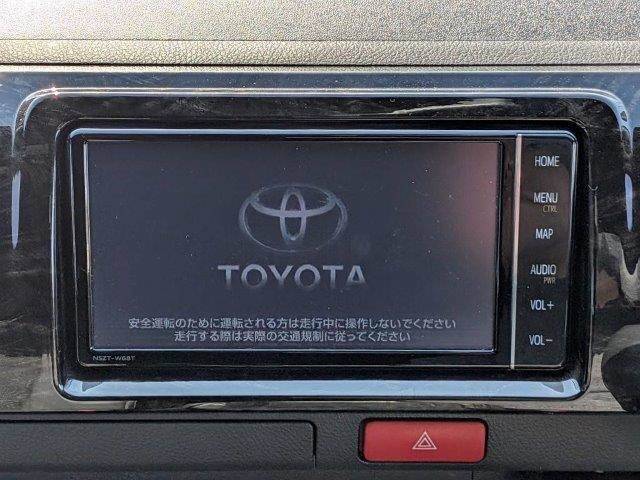 HOME
MENU
CTRL
MAP
AUDIO
PWR
VOL+
VOL-
TOYOTA
安全運転のために運転される方は走行中に操作しないでください
走行する際は実際の交通規制に従ってください
NSZT-W68T